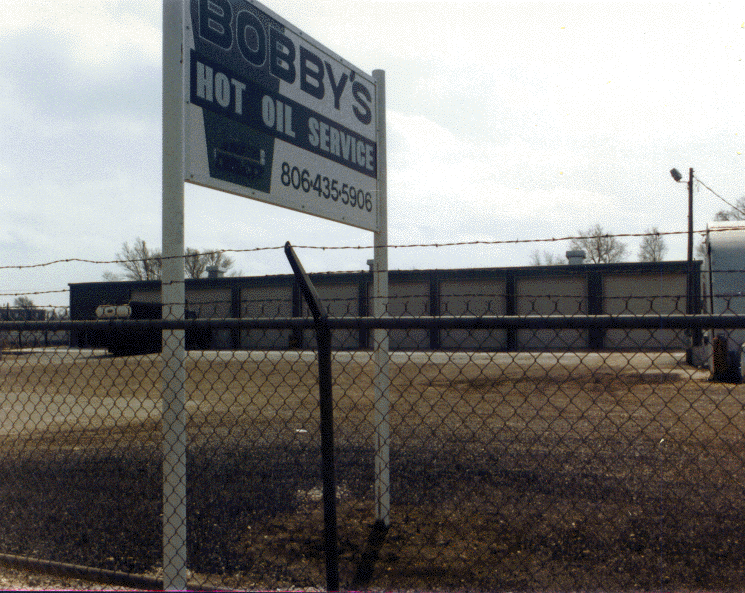 BOBBY'S
HOT OIL SERVICE
806·435·5906